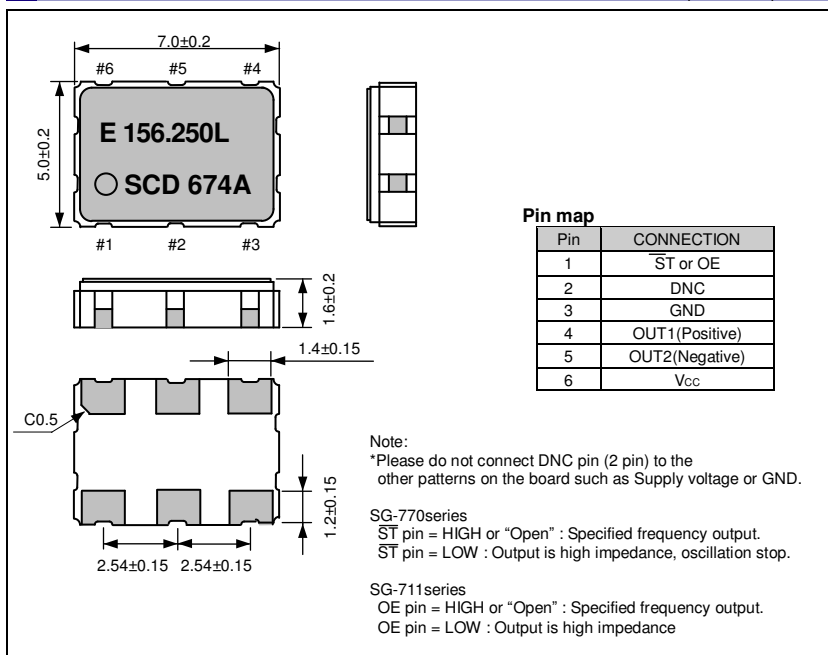 7.0±0.2
#6 #5 #4
5.0±0.2
E 156.250L
SCD 674A
#1 #2 #3
1.6±0.2
1.4±0.15
C0.5
1.2±0.15
2.54±0.15 2.54±0.15
Pin map
Pin CONNECTION
1 S̅T or OE
2 DNC
3 GND
4 OUT1(Positive)
5 OUT2(Negative)
6 Vcc
Note:
*Please do not connect DNC pin (2 pin) to the
other patterns on the board such as Supply voltage or GND.
SG-770series
S̅T̅ pin = HIGH or “Open” : Specified frequency output.
S̅T̅ pin = LOW : Output is high impedance, oscillation stop.
SG-711series
OE pin = HIGH or “Open” : Specified frequency output.
OE pin = LOW : Output is high impedance